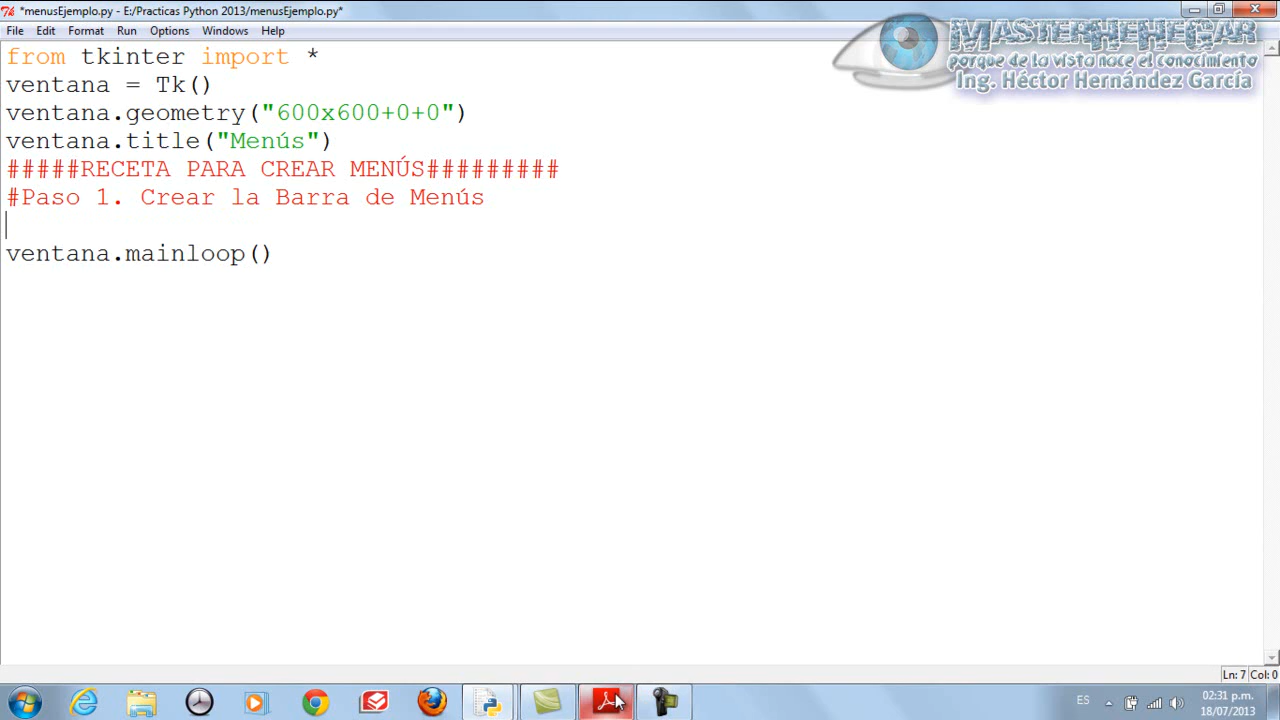 *menusEjemplo.py - E:/Practicas Python 2013/menusEjemplo.py*
File Edit Format Run Options Windows Help
MASTERHEHEGAR
porque de la vista nace el conocimiento
Ing. Héctor Hernández García
from tkinter import *
ventana = Tk()
ventana.geometry("600x600+0+0")
ventana.title("Menús")
#####RECETA PARA CREAR MENÚS#########
#Paso 1. Crear la Barra de Menús
ventana.mainloop()
Ln: 7 Col: 0
ES
02:31 p.m.
18/07/2013